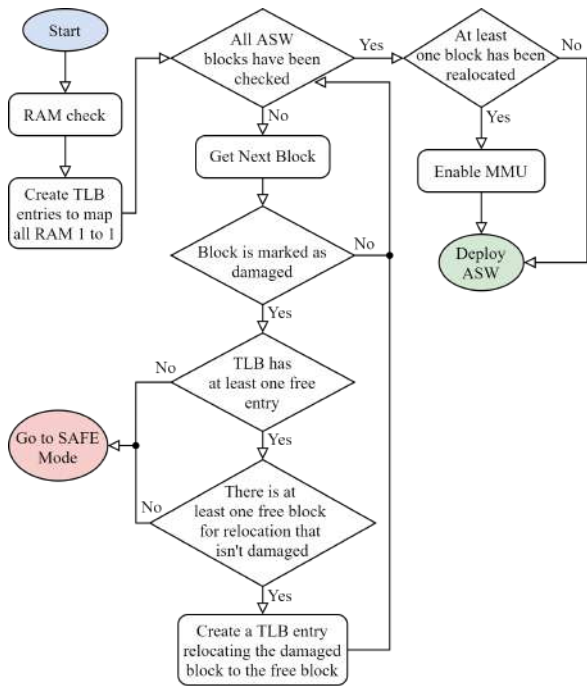 Start
RAM check
Create TLB
entries to map
all RAM 1 to 1
All ASW
blocks have been
checked
Yes
At least
one block has been
realocated
No
No
Yes
Get Next Block
Enable MMU
Block is marked as
damaged
No
Deploy
ASW
Yes
TLB has
at least one free
entry
No
Yes
Go to SAFE
Mode
There is at
least one free block
for relocation that
isn't damaged
No
Yes
Create a TLB entry
relocating the damaged
block to the free block